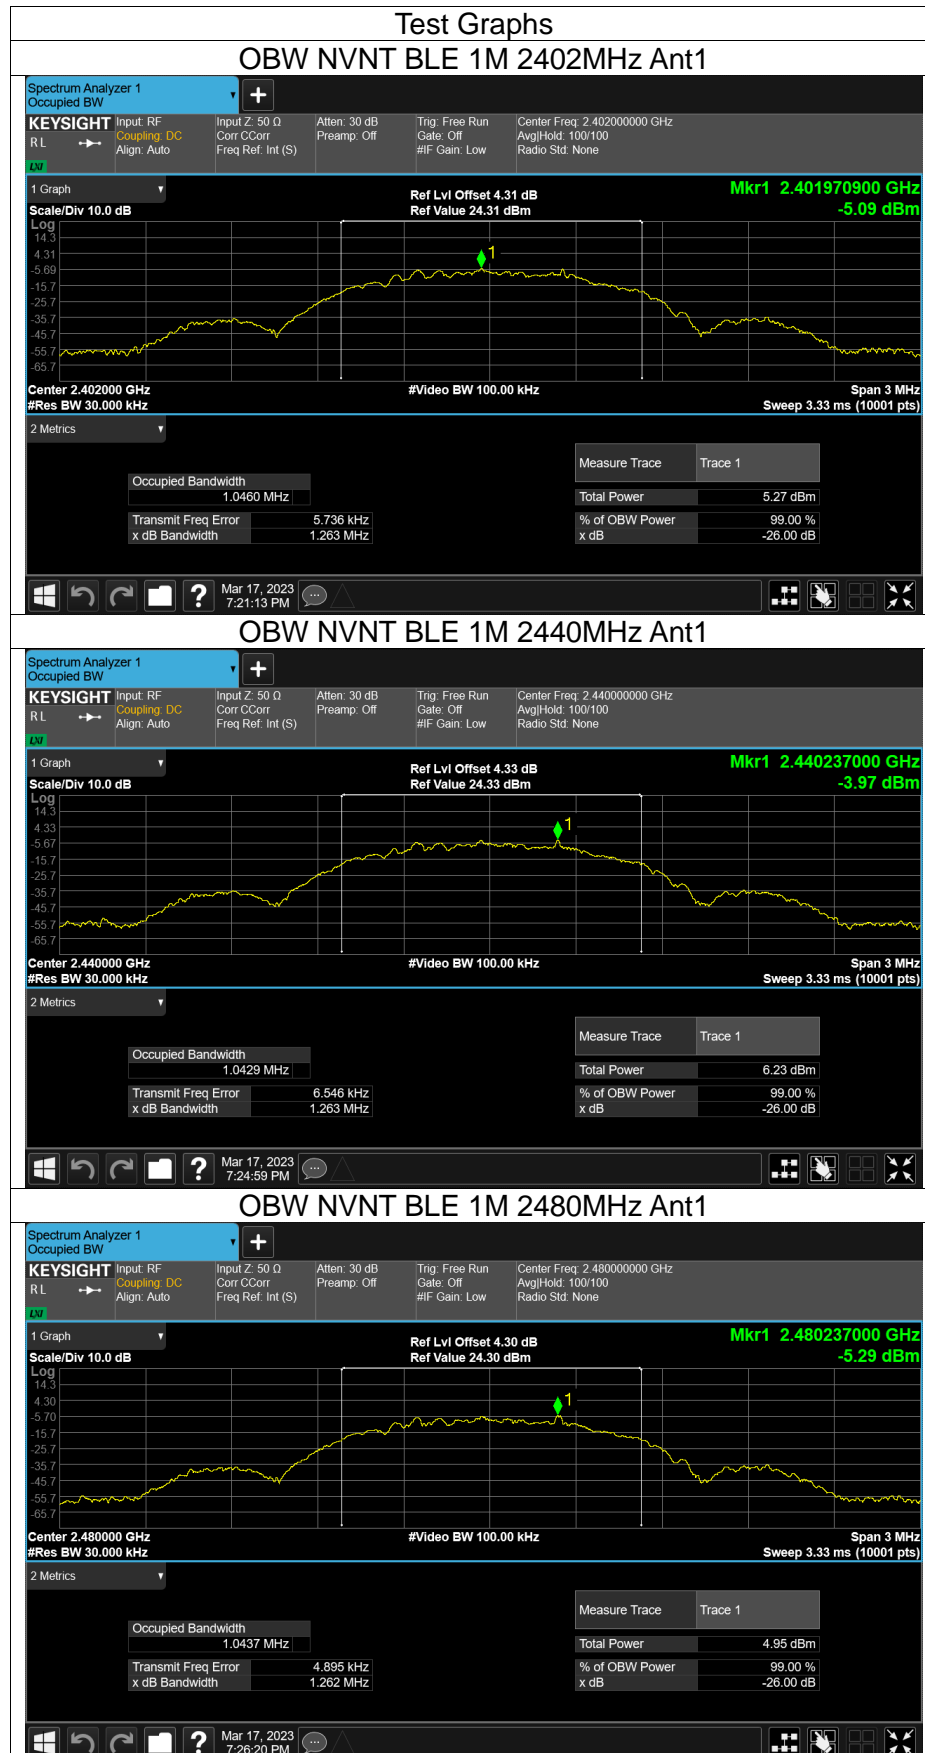 Test Graphs
OBW NVNT BLE 1M 2402MHz Ant1
Spectrum Analyzer 1
Occupied BW
KEYSIGHT Input: RF Input Z: 50 Ω Atten: 30 dB Trig: Free Run Center Freq: 2.402000000 GHz
RL Coupling: DC Corr CCorr Preamp: Off Gate: Off Avg|Hold: 100/100
Align: Auto Freq Ref: Int (S) #IF Gain: Low Radio Std: None
LXI
1 Graph Ref Lvl Offset 4.31 dB Mkr1 2.401970900 GHz
Scale/Div 10.0 dB Ref Value 24.31 dBm -5.09 dBm
Log
14.3
4.31
-5.69
-15.7
-25.7
-35.7
-45.7
-55.7
-65.7
1
Center 2.402000 GHz #Video BW 100.00 kHz Span 3 MHz
#Res BW 30.000 kHz Sweep 3.33 ms (10001 pts)
2 Metrics
Measure Trace Trace 1
Occupied Bandwidth
1.0460 MHz Total Power 5.27 dBm
Transmit Freq Error 5.736 kHz % of OBW Power 99.00 %
x dB Bandwidth 1.263 MHz x dB -26.00 dB
? Mar 17, 2023
7:21:13 PM
OBW NVNT BLE 1M 2440MHz Ant1
Spectrum Analyzer 1
Occupied BW
KEYSIGHT Input: RF Input Z: 50 Ω Atten: 30 dB Trig: Free Run Center Freq: 2.440000000 GHz
RL Coupling: DC Corr CCorr Preamp: Off Gate: Off Avg|Hold: 100/100
Align: Auto Freq Ref: Int (S) #IF Gain: Low Radio Std: None
LXI
1 Graph Ref Lvl Offset 4.33 dB Mkr1 2.440237000 GHz
Scale/Div 10.0 dB Ref Value 24.33 dBm -3.97 dBm
Log
14.3
4.33
-5.67
-15.7
-25.7
-35.7
-45.7
-55.7
-65.7
1
Center 2.440000 GHz #Video BW 100.00 kHz Span 3 MHz
#Res BW 30.000 kHz Sweep 3.33 ms (10001 pts)
2 Metrics
Measure Trace Trace 1
Occupied Bandwidth
1.0429 MHz Total Power 6.23 dBm
Transmit Freq Error 6.546 kHz % of OBW Power 99.00 %
x dB Bandwidth 1.263 MHz x dB -26.00 dB
? Mar 17, 2023
7:24:59 PM
OBW NVNT BLE 1M 2480MHz Ant1
Spectrum Analyzer 1
Occupied BW
KEYSIGHT Input: RF Input Z: 50 Ω Atten: 30 dB Trig: Free Run Center Freq: 2.480000000 GHz
RL Coupling: DC Corr CCorr Preamp: Off Gate: Off Avg|Hold: 100/100
Align: Auto Freq Ref: Int (S) #IF Gain: Low Radio Std: None
LXI
1 Graph Ref Lvl Offset 4.30 dB Mkr1 2.480237000 GHz
Scale/Div 10.0 dB Ref Value 24.30 dBm -5.29 dBm
Log
14.3
4.30
-5.70
-15.7
-25.7
-35.7
-45.7
-55.7
-65.7
1
Center 2.480000 GHz #Video BW 100.00 kHz Span 3 MHz
#Res BW 30.000 kHz Sweep 3.33 ms (10001 pts)
2 Metrics
Measure Trace Trace 1
Occupied Bandwidth
1.0437 MHz Total Power 4.95 dBm
Transmit Freq Error 4.895 kHz % of OBW Power 99.00 %
x dB Bandwidth 1.262 MHz x dB -26.00 dB
? Mar 17, 2023
7:26:20 PM